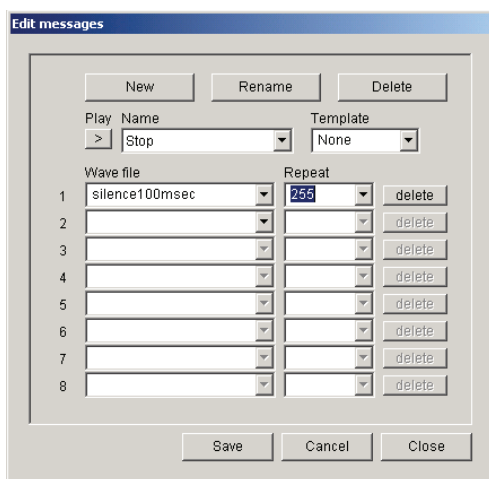 Edit messages
New Rename Delete
Play Name Template
> Stop None
Wave file Repeat
1 silence100msec 255 delete
2 delete
3 delete
4 delete
5 delete
6 delete
7 delete
8 delete
Save Cancel Close